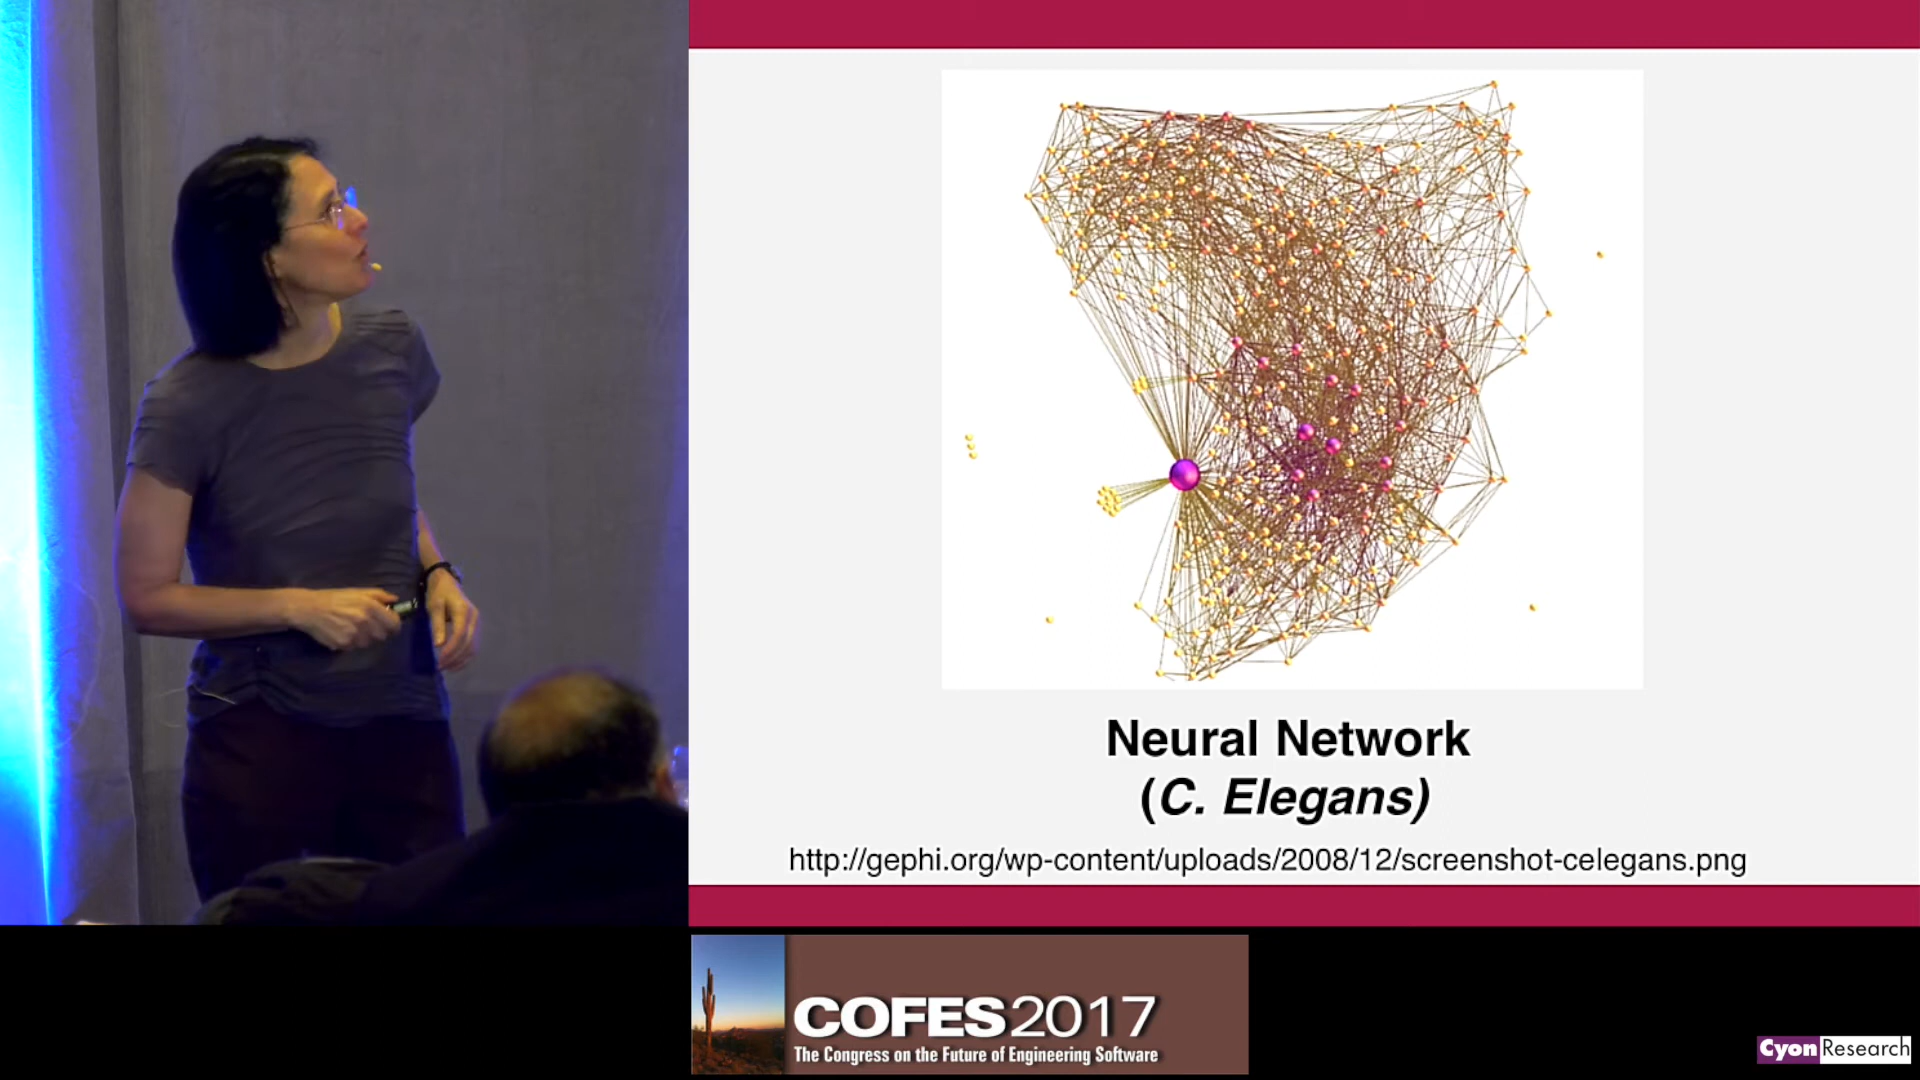 Neural Network
(C. Elegans)
http://gephi.org/wp-content/uploads/2008/12/screenshot-celegans.png
COFES2017
The Congress on the Future of Engineering Software
CyonResearch